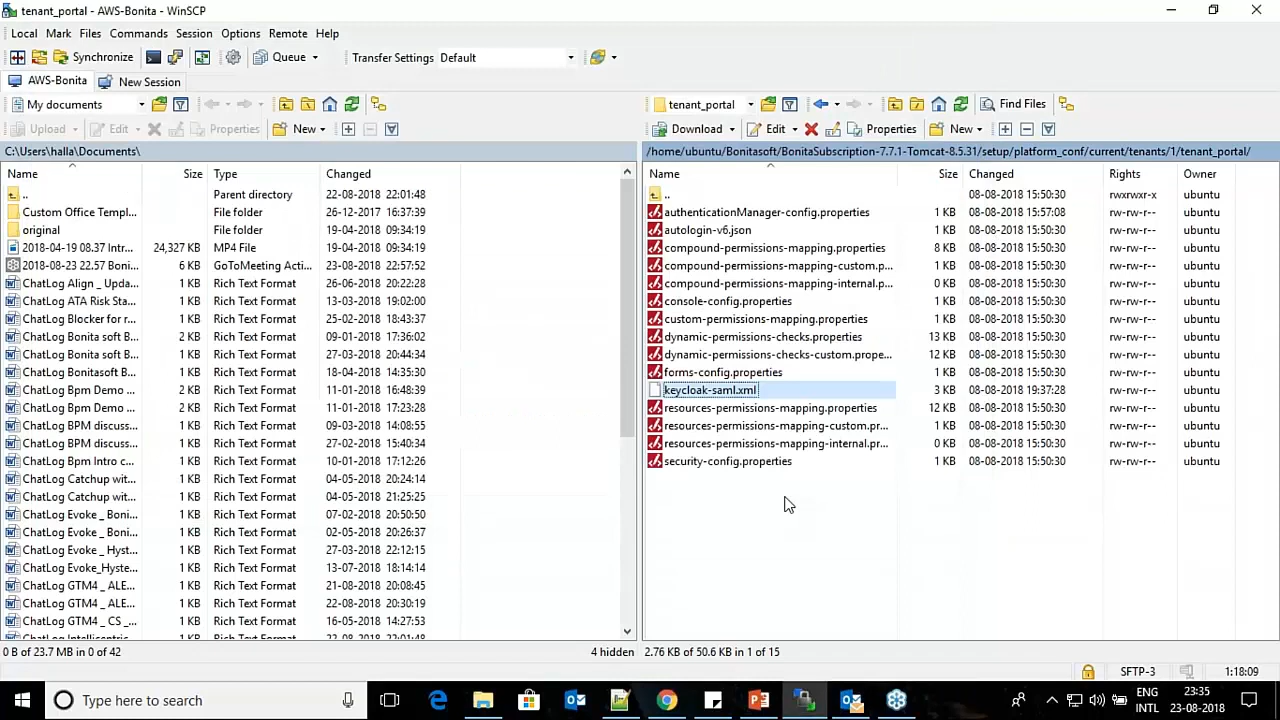 tenant_portal - AWS-Bonita - WinSCP
Local Mark Files Commands Session Options Remote Help
Synchronize Queue Transfer Settings Default
AWS-Bonita New Session
My documents
Upload Edit Properties New
C:\Users\halla\Documents\
Name Size Type Changed
.. Parent directory 22-08-2018 22:01:48
Custom Office Templ... File folder 26-12-2017 16:37:39
original File folder 19-04-2018 09:34:19
2018-04-19 08.37 Intr... 24,327 KB MP4 File 19-04-2018 09:34:19
2018-08-23 22.57 Boni... 6 KB GoToMeeting Acti... 23-08-2018 22:57:52
ChatLog Align _ Upda... 1 KB Rich Text Format 26-06-2018 20:22:28
ChatLog ATA Risk Sta... 1 KB Rich Text Format 13-03-2018 19:02:00
ChatLog Blocker for r... 1 KB Rich Text Format 25-02-2018 18:43:37
ChatLog Bonita soft B... 2 KB Rich Text Format 09-01-2018 17:36:02
ChatLog Bonita soft B... 1 KB Rich Text Format 27-03-2018 20:44:34
ChatLog Bonitasoft B... 1 KB Rich Text Format 18-04-2018 14:35:30
ChatLog Bpm Demo ... 2 KB Rich Text Format 11-01-2018 16:48:39
ChatLog Bpm Demo ... 2 KB Rich Text Format 11-01-2018 17:23:28
ChatLog BPM discus... 1 KB Rich Text Format 09-03-2018 14:08:55
ChatLog BPM discus... 1 KB Rich Text Format 27-02-2018 15:40:34
ChatLog Bpm Intro c... 1 KB Rich Text Format 10-01-2018 17:12:26
ChatLog Catchup wit... 1 KB Rich Text Format 04-05-2018 20:24:14
ChatLog Catchup wit... 1 KB Rich Text Format 04-05-2018 21:25:25
ChatLog Evoke _ Boni... 1 KB Rich Text Format 07-02-2018 20:50:50
ChatLog Evoke _ Boni... 1 KB Rich Text Format 02-05-2018 20:26:37
ChatLog Evoke _ Hyst... 1 KB Rich Text Format 27-03-2018 22:12:15
ChatLog Evoke_Hyste... 1 KB Rich Text Format 13-07-2018 18:14:14
ChatLog GTM4 _ ALE... 1 KB Rich Text Format 21-08-2018 20:08:45
ChatLog GTM4 _ ALE... 1 KB Rich Text Format 22-08-2018 20:30:19
ChatLog GTM4 _ CS _... 1 KB Rich Text Format 16-05-2018 14:27:53
ChatLog Intellicentric... 1 KB Rich Text Format 22-08-2018 22:01:48
0 B of 23.7 MB in 0 of 42 4 hidden
tenant_portal Find Files
Download Edit Properties New
/home/ubuntu/Bonitasoft/BonitaSubscription-7.7.1-Tomcat-8.5.31/setup/platform_conf/current/tenants/1/tenant_portal/
Name Size Changed Rights Owner
.. 08-08-2018 15:50:30 rwxrwxr-x ubuntu
authenticationManager-config.properties 1 KB 08-08-2018 15:57:08 rw-rw-r-- ubuntu
autologin-v6.json 1 KB 08-08-2018 15:50:30 rw-rw-r-- ubuntu
compound-permissions-mapping.properties 8 KB 08-08-2018 15:50:30 rw-rw-r-- ubuntu
compound-permissions-mapping-custom.p... 1 KB 08-08-2018 15:50:30 rw-rw-r-- ubuntu
compound-permissions-mapping-internal.p... 0 KB 08-08-2018 15:50:30 rw-rw-r-- ubuntu
console-config.properties 1 KB 08-08-2018 15:50:30 rw-rw-r-- ubuntu
custom-permissions-mapping.properties 1 KB 08-08-2018 15:50:30 rw-rw-r-- ubuntu
dynamic-permissions-checks.properties 13 KB 08-08-2018 15:50:30 rw-rw-r-- ubuntu
dynamic-permissions-checks-custom.prope... 12 KB 08-08-2018 15:50:30 rw-rw-r-- ubuntu
forms-config.properties 1 KB 08-08-2018 15:50:30 rw-rw-r-- ubuntu
keycloak-saml.xml 3 KB 08-08-2018 19:37:28 rw-rw-r-- ubuntu
resources-permissions-mapping.properties 12 KB 08-08-2018 15:50:30 rw-rw-r-- ubuntu
resources-permissions-mapping-custom.pr... 1 KB 08-08-2018 15:50:30 rw-rw-r-- ubuntu
resources-permissions-mapping-internal.pr... 0 KB 08-08-2018 15:50:30 rw-rw-r-- ubuntu
security-config.properties 1 KB 08-08-2018 15:50:30 rw-rw-r-- ubuntu
2.76 KB of 50.6 KB in 1 of 15
SFTP-3 1:18:09
Type here to search
ENG 23:35
INTL 23-08-2018